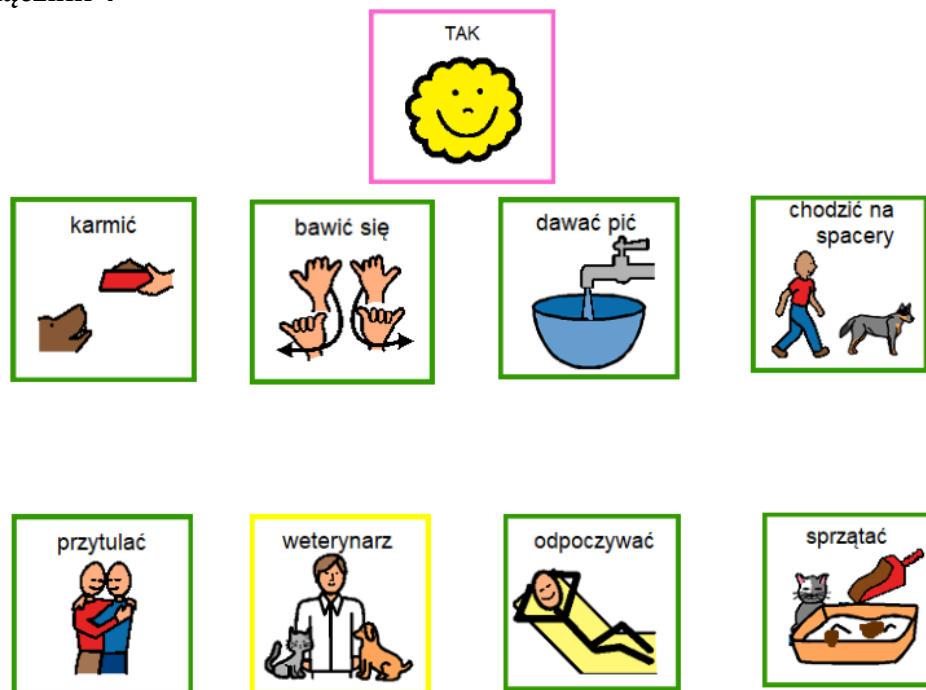 TAK
karmić
bawić się
dawać pić
chodzić na
spacery
przytulać
weterynarz
odpoczywać
sprzątać